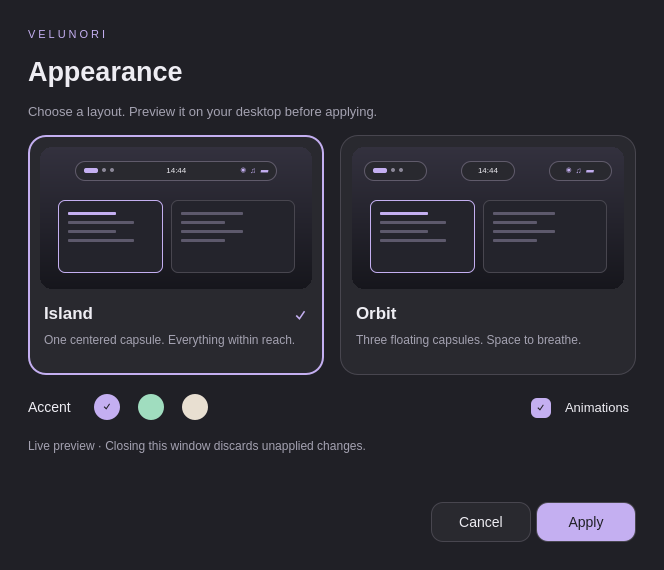 VELUNORI
Appearance
Choose a layout. Preview it on your desktop before applying.
14:44
14:44
Island
Orbit
One centered capsule. Everything within reach.
Three floating capsules. Space to breathe.
Accent
Animations
Live preview · Closing this window discards unapplied changes.
Cancel
Apply